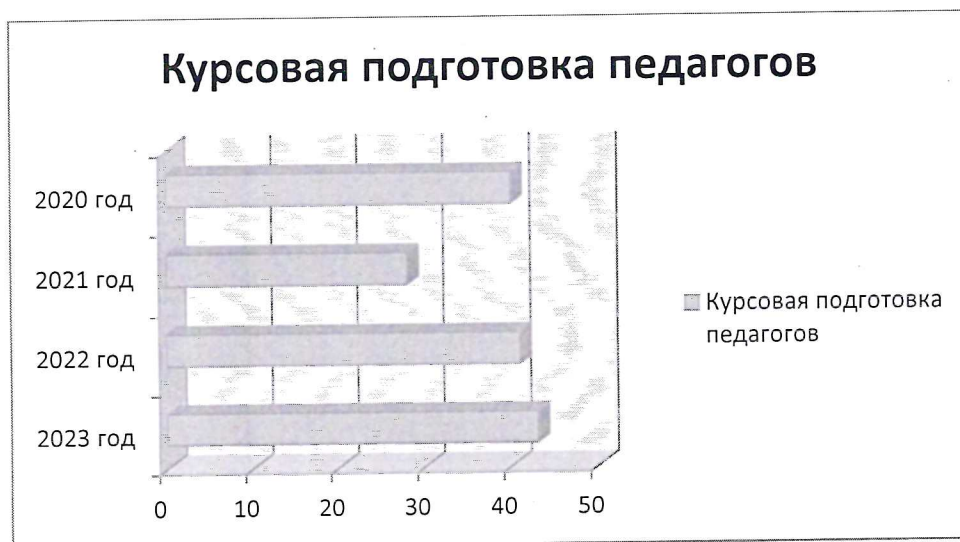 Курсовая подготовка педагогов
2020 год
2021 год
2022 год
2023 год
0 10 20 30 40 50
Курсовая подготовка
педагогов